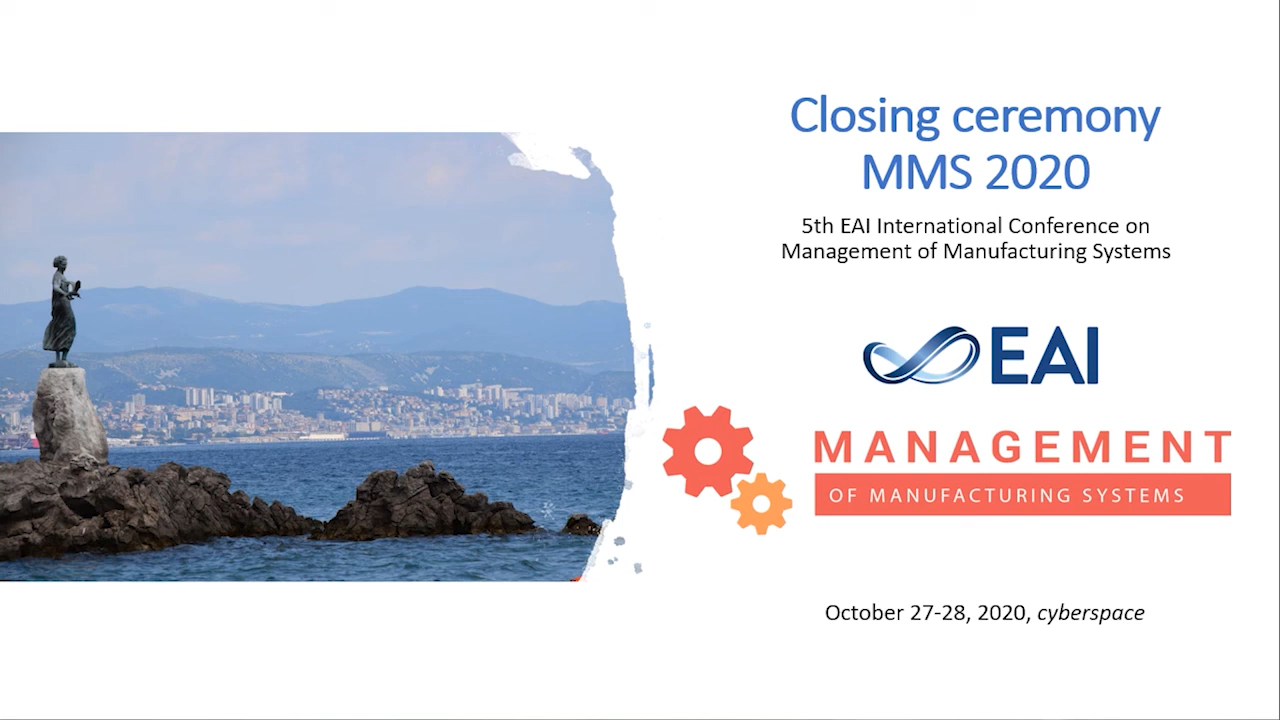 Closing ceremony
MMS 2020
5th EAI International Conference on
Management of Manufacturing Systems
EAI
MANAGEMENT
OF MANUFACTURING SYSTEMS
October 27-28, 2020, cyberspace